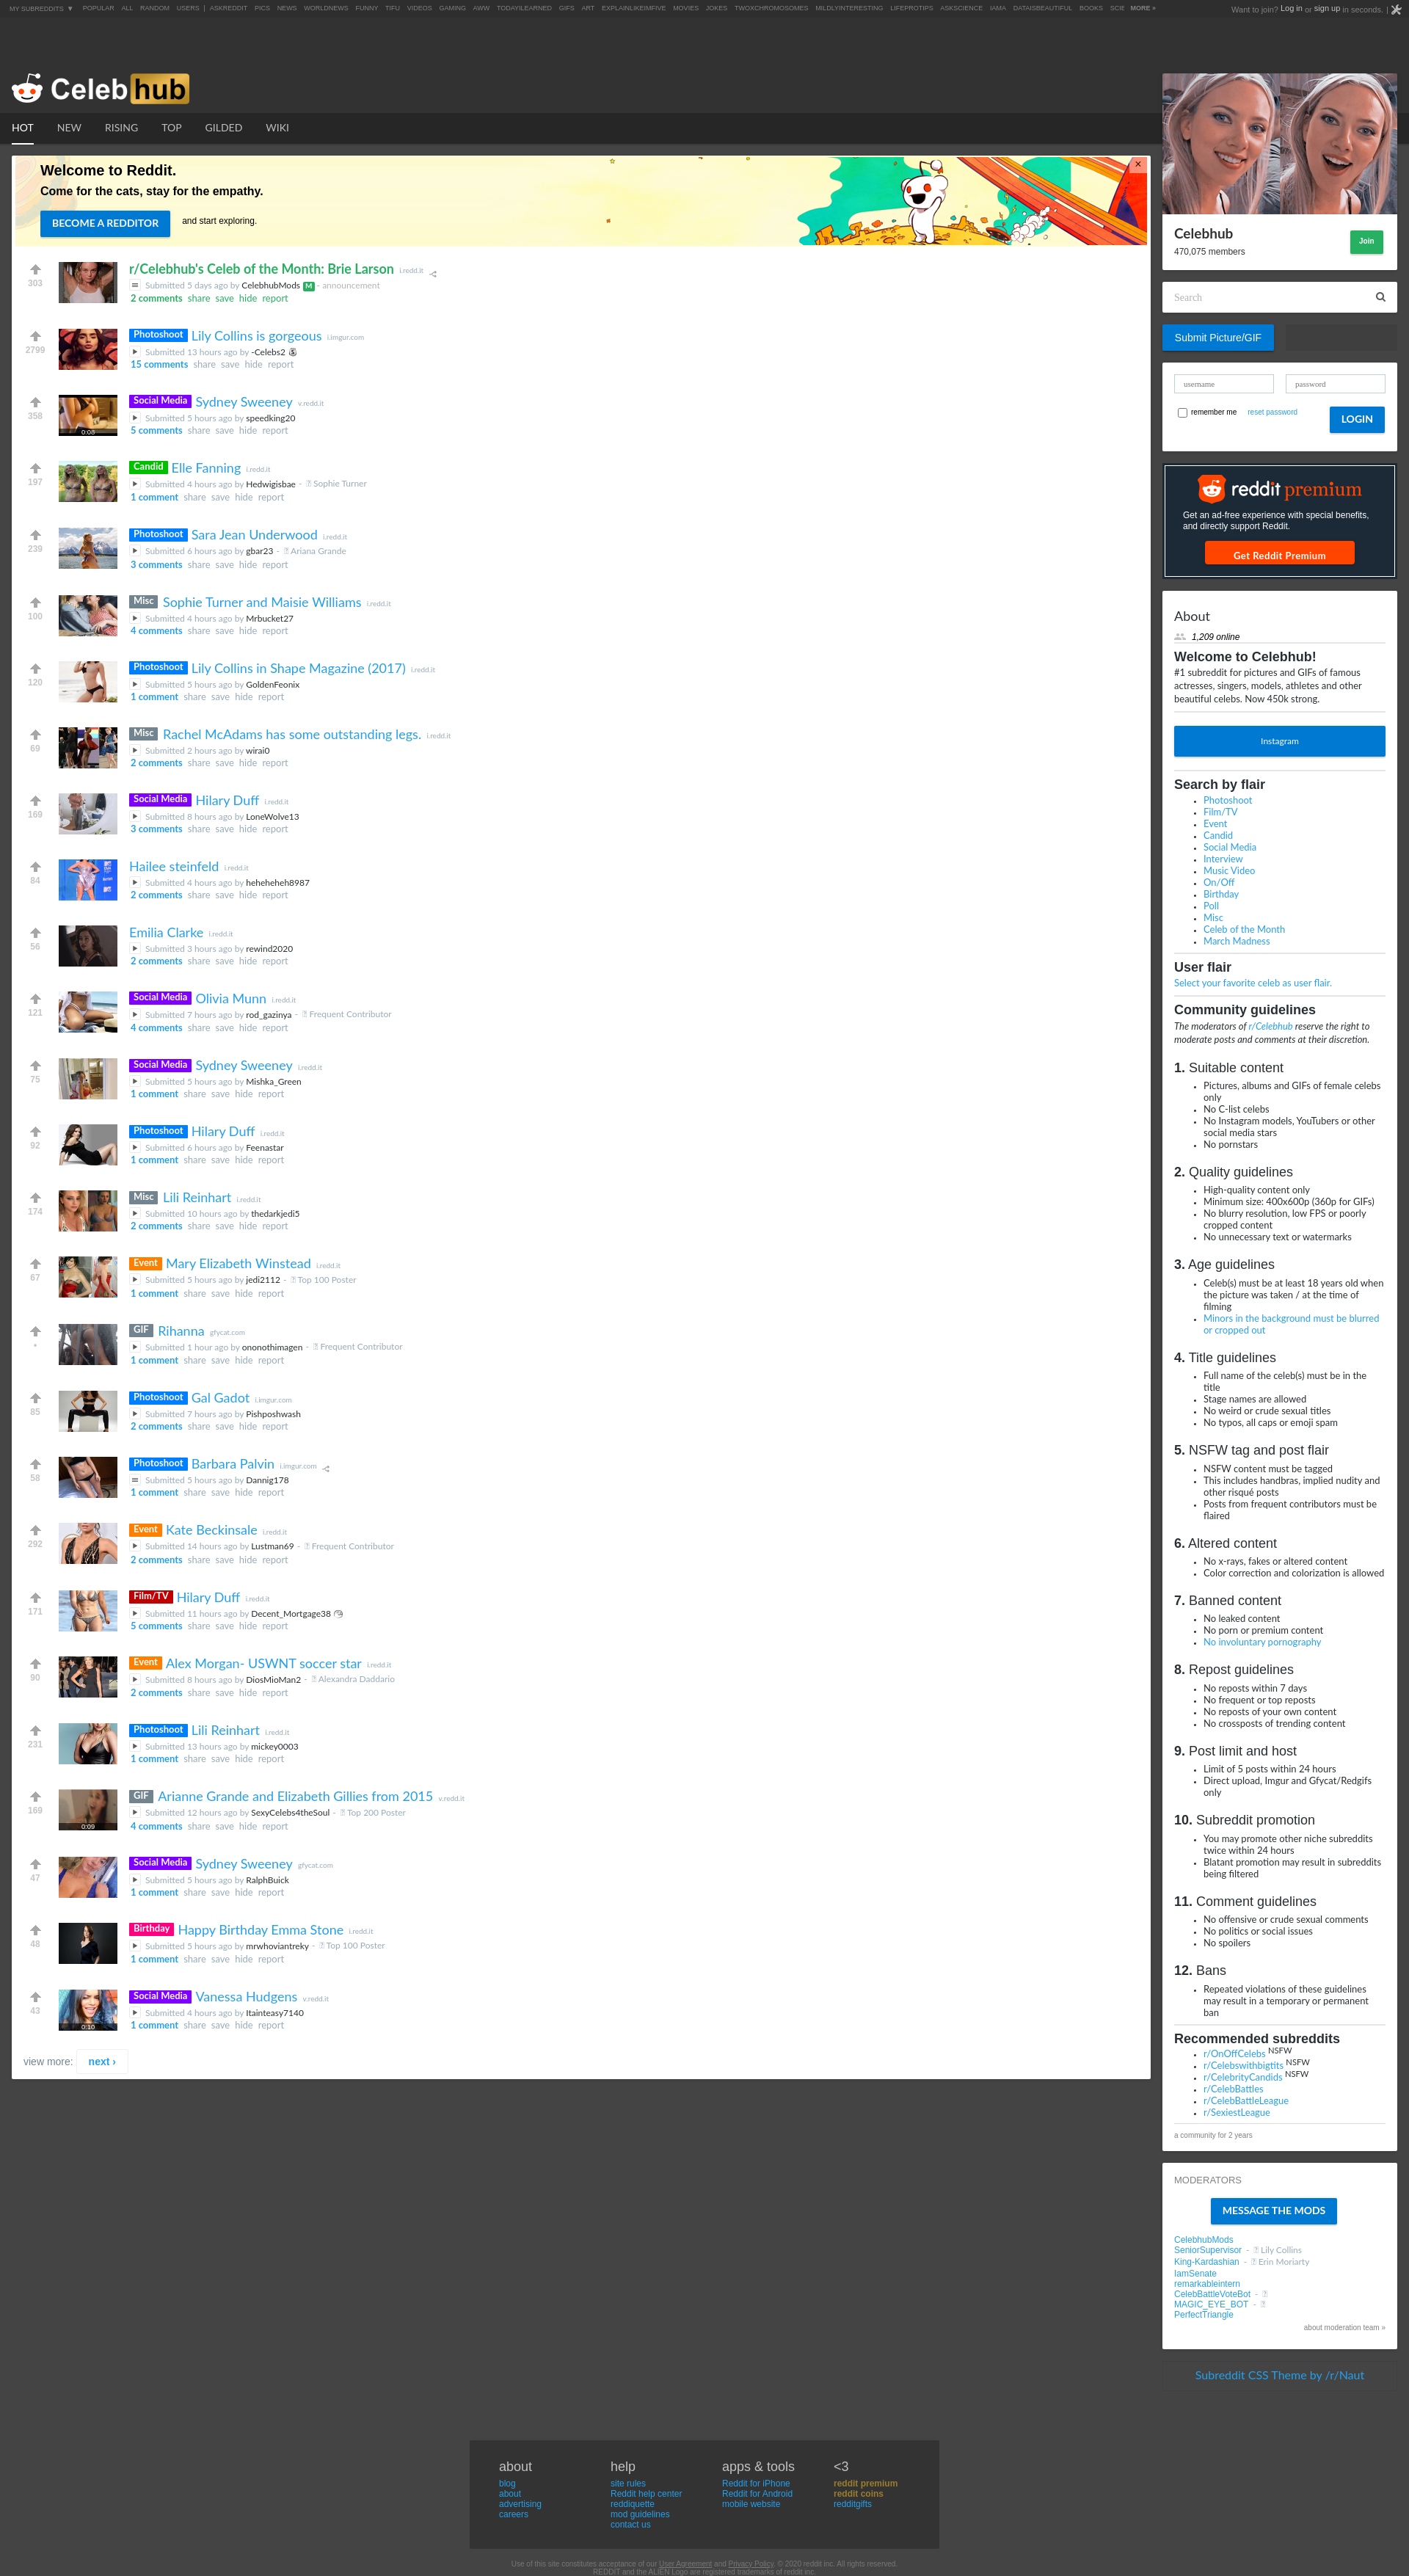 MY SUBREDDITS ▼ POPULAR ALL RANDOM USERS | ASKREDDIT PICS NEWS WORLDNEWS FUNNY TIFU VIDEOS GAMING AWW TODAYILEARNED GIFS ART EXPLAINLIKEIMFIVE MOVIES JOKES TWOXCHROMOSOMES MILDLYINTERESTING LIFEPROTIPS ASKSCIENCE IAMA DATAISBEAUTIFUL BOOKS SCIE MORE »
Want to join? Log in or sign up in seconds. |
Celeb hub
HOT NEW RISING TOP GILDED WIKI
Welcome to Reddit.
Come for the cats, stay for the empathy.
BECOME A REDDITOR and start exploring.
×
303
r/Celebhub's Celeb of the Month: Brie Larson i.redd.it
Submitted 5 days ago by CelebhubMods M - announcement
2 comments share save hide report
2799
Photoshoot Lily Collins is gorgeous i.imgur.com
Submitted 13 hours ago by -Celebs2
15 comments share save hide report
358
0:08
Social Media Sydney Sweeney v.redd.it
Submitted 5 hours ago by speedking20
5 comments share save hide report
197
Candid Elle Fanning i.redd.it
Submitted 4 hours ago by Hedwigisbae - Sophie Turner
1 comment share save hide report
239
Photoshoot Sara Jean Underwood i.redd.it
Submitted 6 hours ago by gbar23 - Ariana Grande
3 comments share save hide report
100
Misc Sophie Turner and Maisie Williams i.redd.it
Submitted 4 hours ago by Mrbucket27
4 comments share save hide report
120
Photoshoot Lily Collins in Shape Magazine (2017) i.redd.it
Submitted 5 hours ago by GoldenFeonix
1 comment share save hide report
69
Misc Rachel McAdams has some outstanding legs. i.redd.it
Submitted 2 hours ago by wirai0
2 comments share save hide report
169
Social Media Hilary Duff i.redd.it
Submitted 8 hours ago by LoneWolve13
3 comments share save hide report
84
Hailee steinfeld i.redd.it
Submitted 4 hours ago by heheheheh8987
2 comments share save hide report
56
Emilia Clarke i.redd.it
Submitted 3 hours ago by rewind2020
2 comments share save hide report
121
Social Media Olivia Munn i.redd.it
Submitted 7 hours ago by rod_gazinya - Frequent Contributor
4 comments share save hide report
75
Social Media Sydney Sweeney i.redd.it
Submitted 5 hours ago by Mishka_Green
1 comment share save hide report
92
Photoshoot Hilary Duff i.redd.it
Submitted 6 hours ago by Feenastar
1 comment share save hide report
174
Misc Lili Reinhart i.redd.it
Submitted 10 hours ago by thedarkjedi5
2 comments share save hide report
67
Event Mary Elizabeth Winstead i.redd.it
Submitted 5 hours ago by jedi2112 - Top 100 Poster
1 comment share save hide report
•
GIF Rihanna gfycat.com
Submitted 1 hour ago by ononothimagen - Frequent Contributor
1 comment share save hide report
85
Photoshoot Gal Gadot i.imgur.com
Submitted 7 hours ago by Pishposhwash
2 comments share save hide report
58
Photoshoot Barbara Palvin i.imgur.com
Submitted 5 hours ago by Dannig178
1 comment share save hide report
292
Event Kate Beckinsale i.redd.it
Submitted 14 hours ago by Lustman69 - Frequent Contributor
2 comments share save hide report
171
Film/TV Hilary Duff i.redd.it
Submitted 11 hours ago by Decent_Mortgage38
5 comments share save hide report
90
Event Alex Morgan- USWNT soccer star i.redd.it
Submitted 8 hours ago by DiosMioMan2 - Alexandra Daddario
2 comments share save hide report
231
Photoshoot Lili Reinhart i.redd.it
Submitted 13 hours ago by mickey0003
1 comment share save hide report
169
0:09
GIF Arianne Grande and Elizabeth Gillies from 2015 v.redd.it
Submitted 12 hours ago by SexyCelebs4theSoul - Top 200 Poster
4 comments share save hide report
47
Social Media Sydney Sweeney gfycat.com
Submitted 5 hours ago by RalphBuick
1 comment share save hide report
48
Birthday Happy Birthday Emma Stone i.redd.it
Submitted 5 hours ago by mrwhoviantreky - Top 100 Poster
1 comment share save hide report
43
0:10
Social Media Vanessa Hudgens v.redd.it
Submitted 4 hours ago by Itainteasy7140
1 comment share save hide report
view more: next ›
Celebhub
470,075 members
Join
Search
Submit Picture/GIF
username password
remember me reset password LOGIN
reddit premium
Get an ad-free experience with special benefits,
and directly support Reddit.
Get Reddit Premium
About
1,209 online
Welcome to Celebhub!
#1 subreddit for pictures and GIFs of famous
actresses, singers, models, athletes and other
beautiful celebs. Now 450k strong.
Instagram
Search by flair
Photoshoot
Film/TV
Event
Candid
Social Media
Interview
Music Video
On/Off
Birthday
Poll
Misc
Celeb of the Month
March Madness
User flair
Select your favorite celeb as user flair.
Community guidelines
The moderators of r/Celebhub reserve the right to
moderate posts and comments at their discretion.
1. Suitable content
Pictures, albums and GIFs of female celebs
only
No C-list celebs
No Instagram models, YouTubers or other
social media stars
No pornstars
2. Quality guidelines
High-quality content only
Minimum size: 400x600p (360p for GIFs)
No blurry resolution, low FPS or poorly
cropped content
No unnecessary text or watermarks
3. Age guidelines
Celeb(s) must be at least 18 years old when
the picture was taken / at the time of
filming
Minors in the background must be blurred
or cropped out
4. Title guidelines
Full name of the celeb(s) must be in the
title
Stage names are allowed
No weird or crude sexual titles
No typos, all caps or emoji spam
5. NSFW tag and post flair
NSFW content must be tagged
This includes handbras, implied nudity and
other risqué posts
Posts from frequent contributors must be
flaired
6. Altered content
No x-rays, fakes or altered content
Color correction and colorization is allowed
7. Banned content
No leaked content
No porn or premium content
No involuntary pornography
8. Repost guidelines
No reposts within 7 days
No frequent or top reposts
No reposts of your own content
No crossposts of trending content
9. Post limit and host
Limit of 5 posts within 24 hours
Direct upload, Imgur and Gfycat/Redgifs
only
10. Subreddit promotion
You may promote other niche subreddits
twice within 24 hours
Blatant promotion may result in subreddits
being filtered
11. Comment guidelines
No offensive or crude sexual comments
No politics or social issues
No spoilers
12. Bans
Repeated violations of these guidelines
may result in a temporary or permanent
ban
Recommended subreddits
r/OnOffCelebs NSFW
r/Celebswithbigtits NSFW
r/CelebrityCandids NSFW
r/CelebBattles
r/CelebBattleLeague
r/SexiestLeague
a community for 2 years
MODERATORS
MESSAGE THE MODS
CelebhubMods
SeniorSupervisor - Lily Collins
King-Kardashian - Erin Moriarty
IamSenate
remarkableintern
CelebBattleVoteBot -
MAGIC_EYE_BOT -
PerfectTriangle
about moderation team »
Subreddit CSS Theme by /r/Naut
about
blog
about
advertising
careers
help
site rules
Reddit help center
reddiquette
mod guidelines
contact us
apps & tools
Reddit for iPhone
Reddit for Android
mobile website
<3
reddit premium
reddit coins
redditgifts
Use of this site constitutes acceptance of our User Agreement and Privacy Policy. © 2020 reddit inc. All rights reserved.
REDDIT and the ALIEN Logo are registered trademarks of reddit inc.